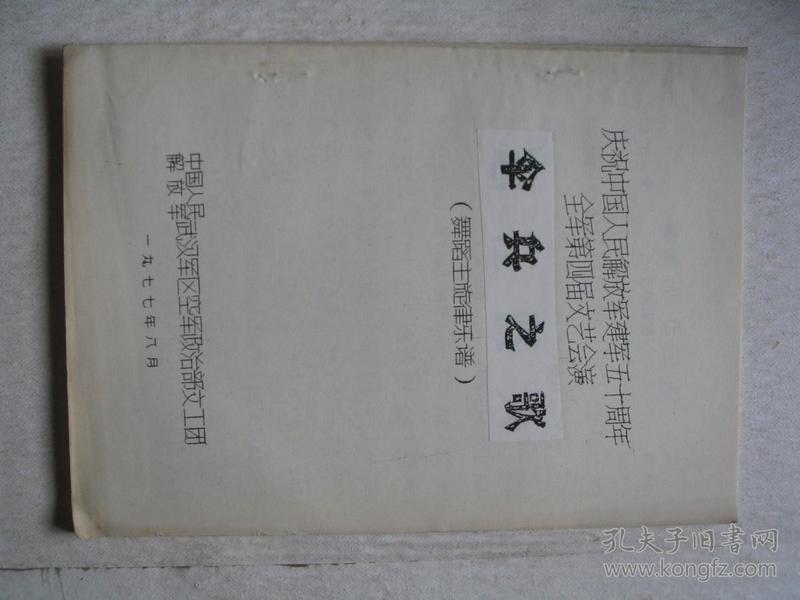 庆祝中国人民解放军建军五十周年
全军第四届文艺会演
伞兵之歌
（舞蹈主旋律乐谱）
中国人民
解放军武汉军区空军政治部文工团
一九七七年八月
孔夫子旧书网
www.kongfz.com